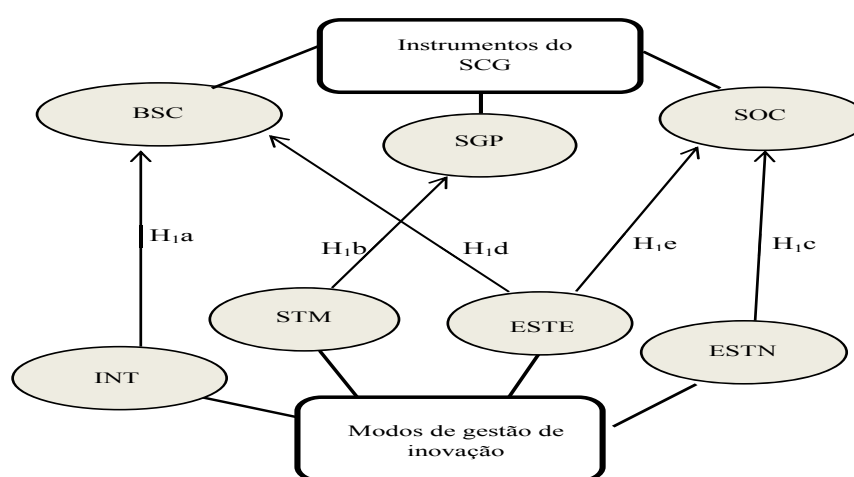 Instrumentos do
SCG
BSC
SGP
SOC
H₁a
H₁b
H₁d
H₁e
H₁c
STM
ESTE
ESTN
INT
Modos de gestão de
inovação